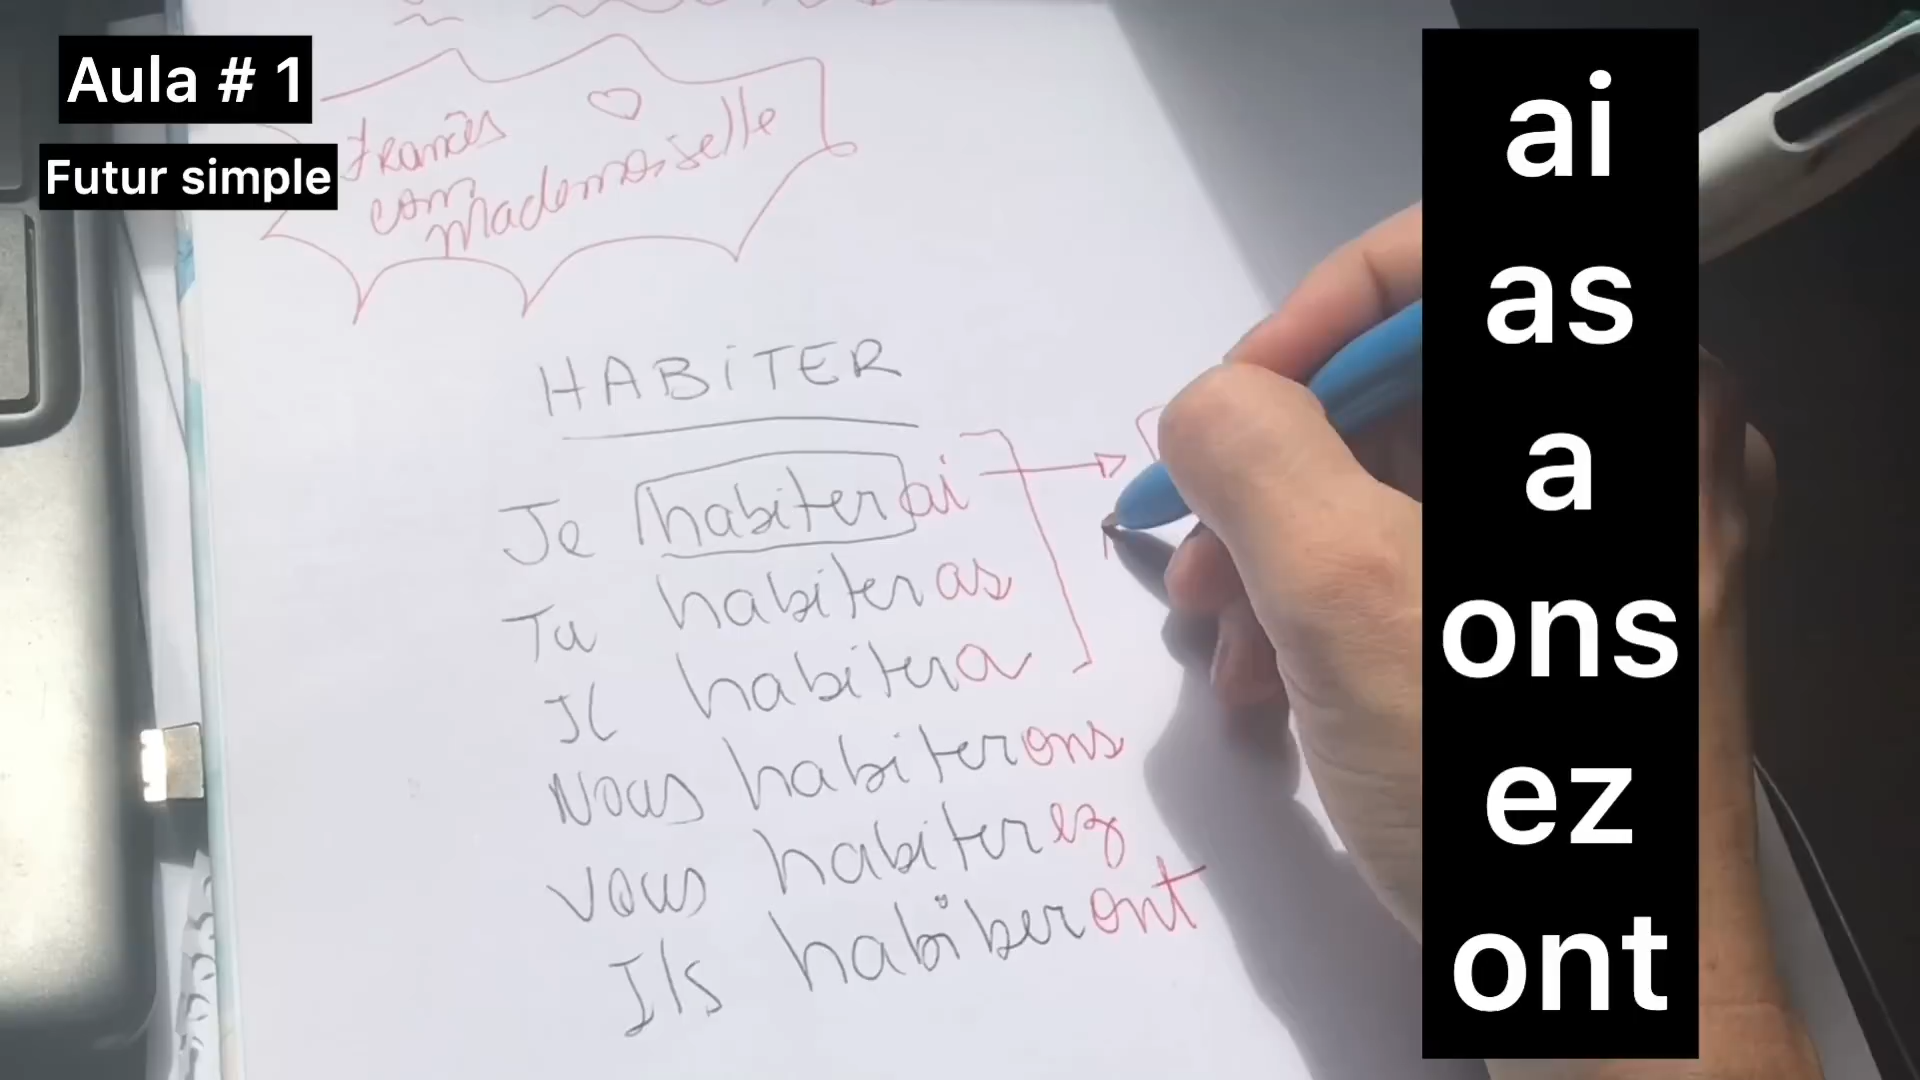 Aula # 1
Futur simple
Francês
com
Mademoiselle
HABiTER
Je habiterai
Tu habiteras
Il habitera
Nous habiterons
Vous habiterez
Ils habiberont
ai
as
a
ons
ez
ont